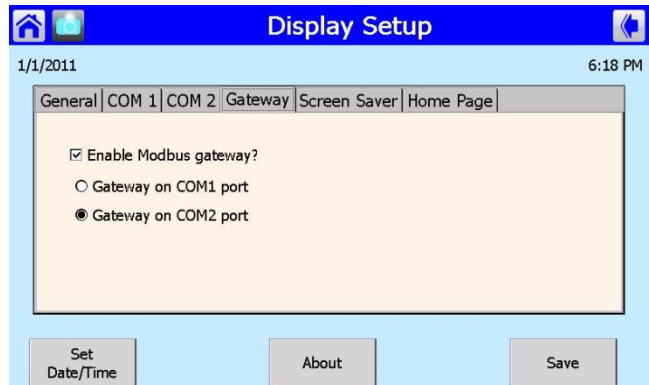 Display Setup
1/1/2011 6:18 PM
General COM 1 COM 2 Gateway Screen Saver Home Page
Enable Modbus gateway?
Gateway on COM1 port
Gateway on COM2 port
Set
Date/Time
About
Save